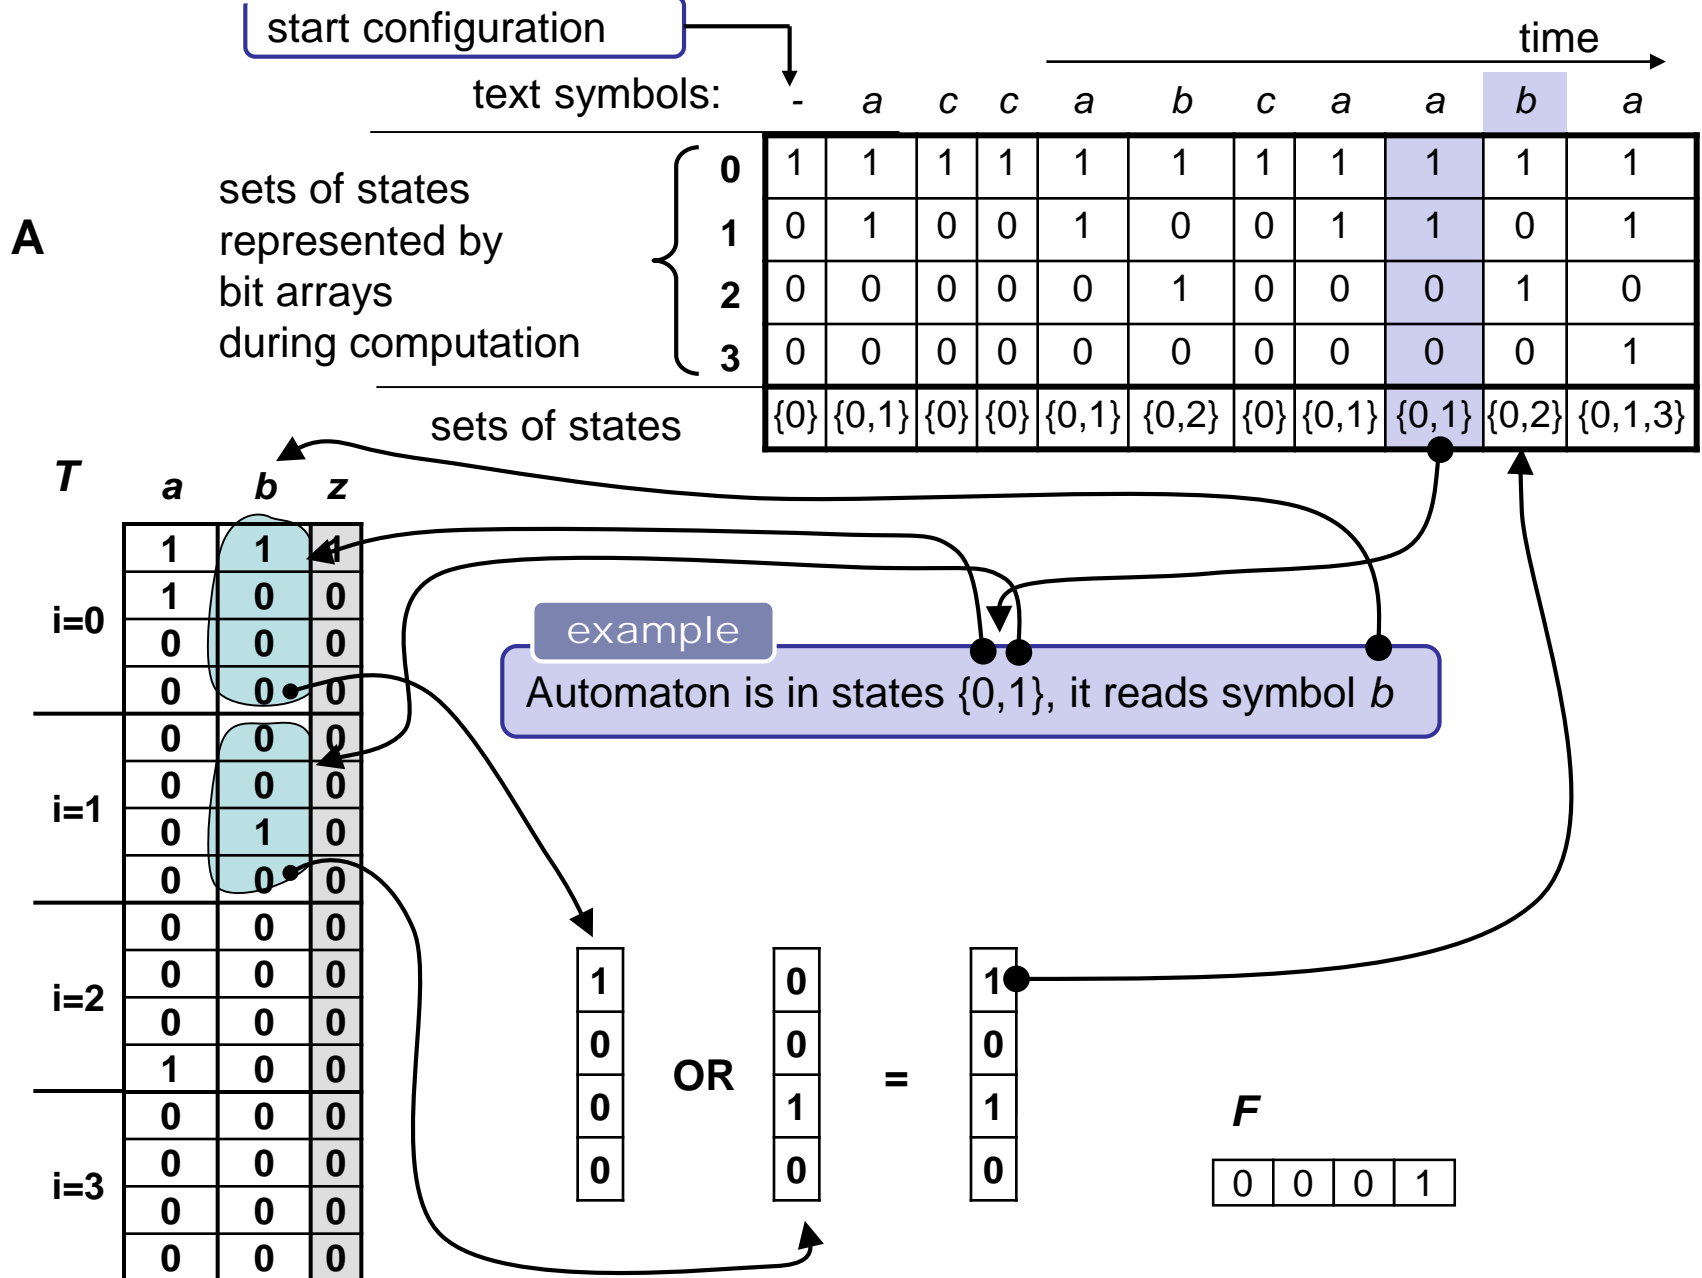 start configuration
time
text symbols: - a c c a b c a a b a
0 1 1 1 1 1 1 1 1 1 1 1
sets of states
A represented by 1 0 1 0 0 1 0 0 1 1 0 1
bit arrays 2 0 0 0 0 0 1 0 0 0 1 0
during computation 3 0 0 0 0 0 0 0 0 0 0 1
sets of states {0} {0,1} {0} {0} {0,1} {0,2} {0} {0,1} {0,1} {0,2} {0,1,3}
T a b z
1 1 1
1 0 0
i=0
0 0 0
0 0 0
example
Automaton is in states {0,1}, it reads symbol b
0 0 0
0 0 0
i=1
0 1 0
0 0 0
0 0 0
0 0 0
i=2
0 0 0
1 0 0
0 0 0
0 0 0
i=3
0 0 0
0 0 0
1 0 1
0 0 0
OR =
0 1 1
0 0 0
F
0 0 0 1